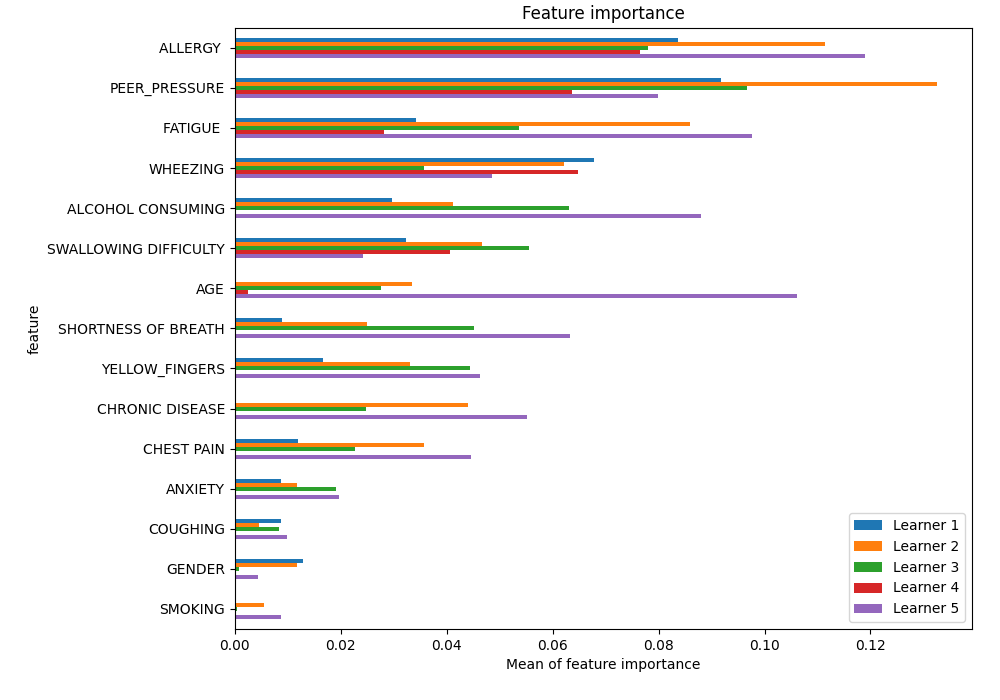 Feature importance
ALLERGY
PEER_PRESSURE
FATIGUE
WHEEZING
ALCOHOL CONSUMING
SWALLOWING DIFFICULTY
AGE
SHORTNESS OF BREATH
YELLOW_FINGERS
CHRONIC DISEASE
CHEST PAIN
ANXIETY
COUGHING
GENDER
SMOKING
feature
Learner 1
Learner 2
Learner 3
Learner 4
Learner 5
0.00 0.02 0.04 0.06 0.08 0.10 0.12
Mean of feature importance